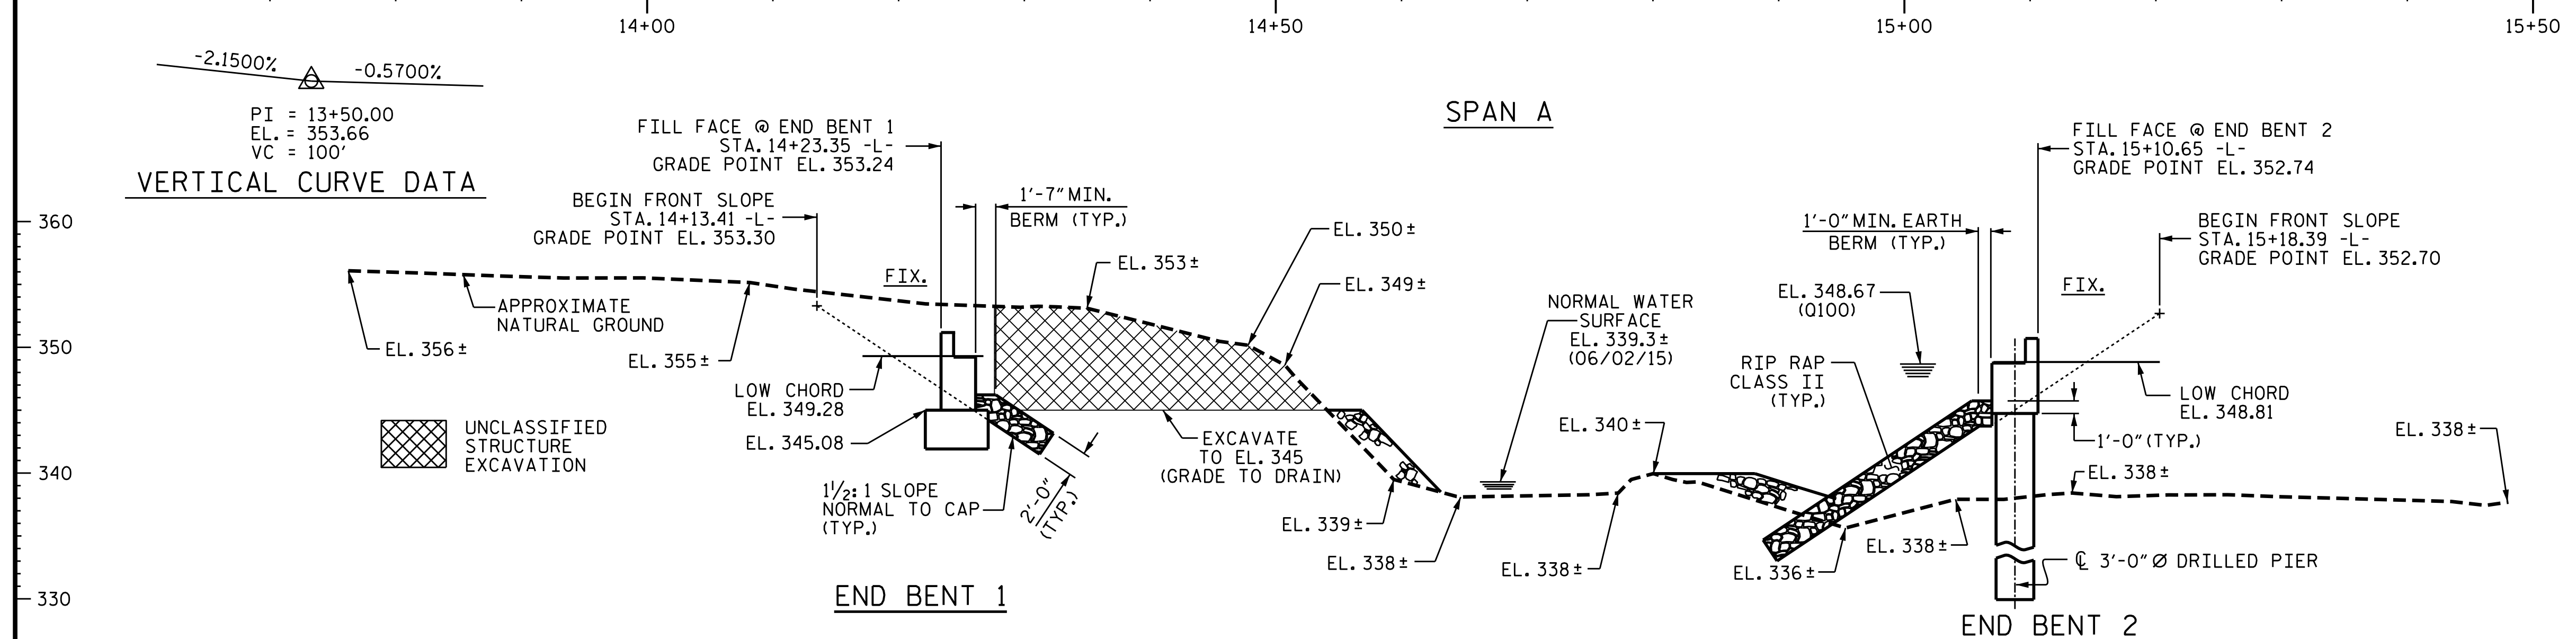 14+00
14+50
15+00
15+50
-2.1500%
-0.5700%
PI = 13+50.00
EL. = 353.66
VC = 100'
VERTICAL CURVE DATA
FILL FACE @ END BENT 1
STA. 14+23.35 -L-
GRADE POINT EL. 353.24
BEGIN FRONT SLOPE
STA. 14+13.41 -L-
GRADE POINT EL. 353.30
1'-7" MIN.
BERM (TYP.)
SPAN A
FILL FACE @ END BENT 2
STA. 15+10.65 -L-
GRADE POINT EL. 352.74
1'-0" MIN. EARTH
BERM (TYP.)
BEGIN FRONT SLOPE
STA. 15+18.39 -L-
GRADE POINT EL. 352.70
360
350
340
330
EL. 350±
EL. 353±
EL. 349±
FIX.
FIX.
APPROXIMATE
NATURAL GROUND
EL. 356±
EL. 355±
NORMAL WATER
SURFACE
EL. 339.3±
(06/02/15)
EL. 348.67
(Q100)
RIP RAP
CLASS II
(TYP.)
LOW CHORD
EL. 349.28
EL. 345.08
LOW CHORD
EL. 348.81
1'-0" (TYP.)
UNCLASSIFIED
STRUCTURE
EXCAVATION
EXCAVATE
TO EL. 345
(GRADE TO DRAIN)
1 1/2:1 SLOPE
NORMAL TO CAP
(TYP.)
2'-0"
(TYP.)
EL. 340±
EL. 338±
EL. 338±
EL. 339±
EL. 338±
EL. 338±
EL. 336±
EL. 338±
℄ 3'-0" Ø DRILLED PIER
END BENT 1
END BENT 2